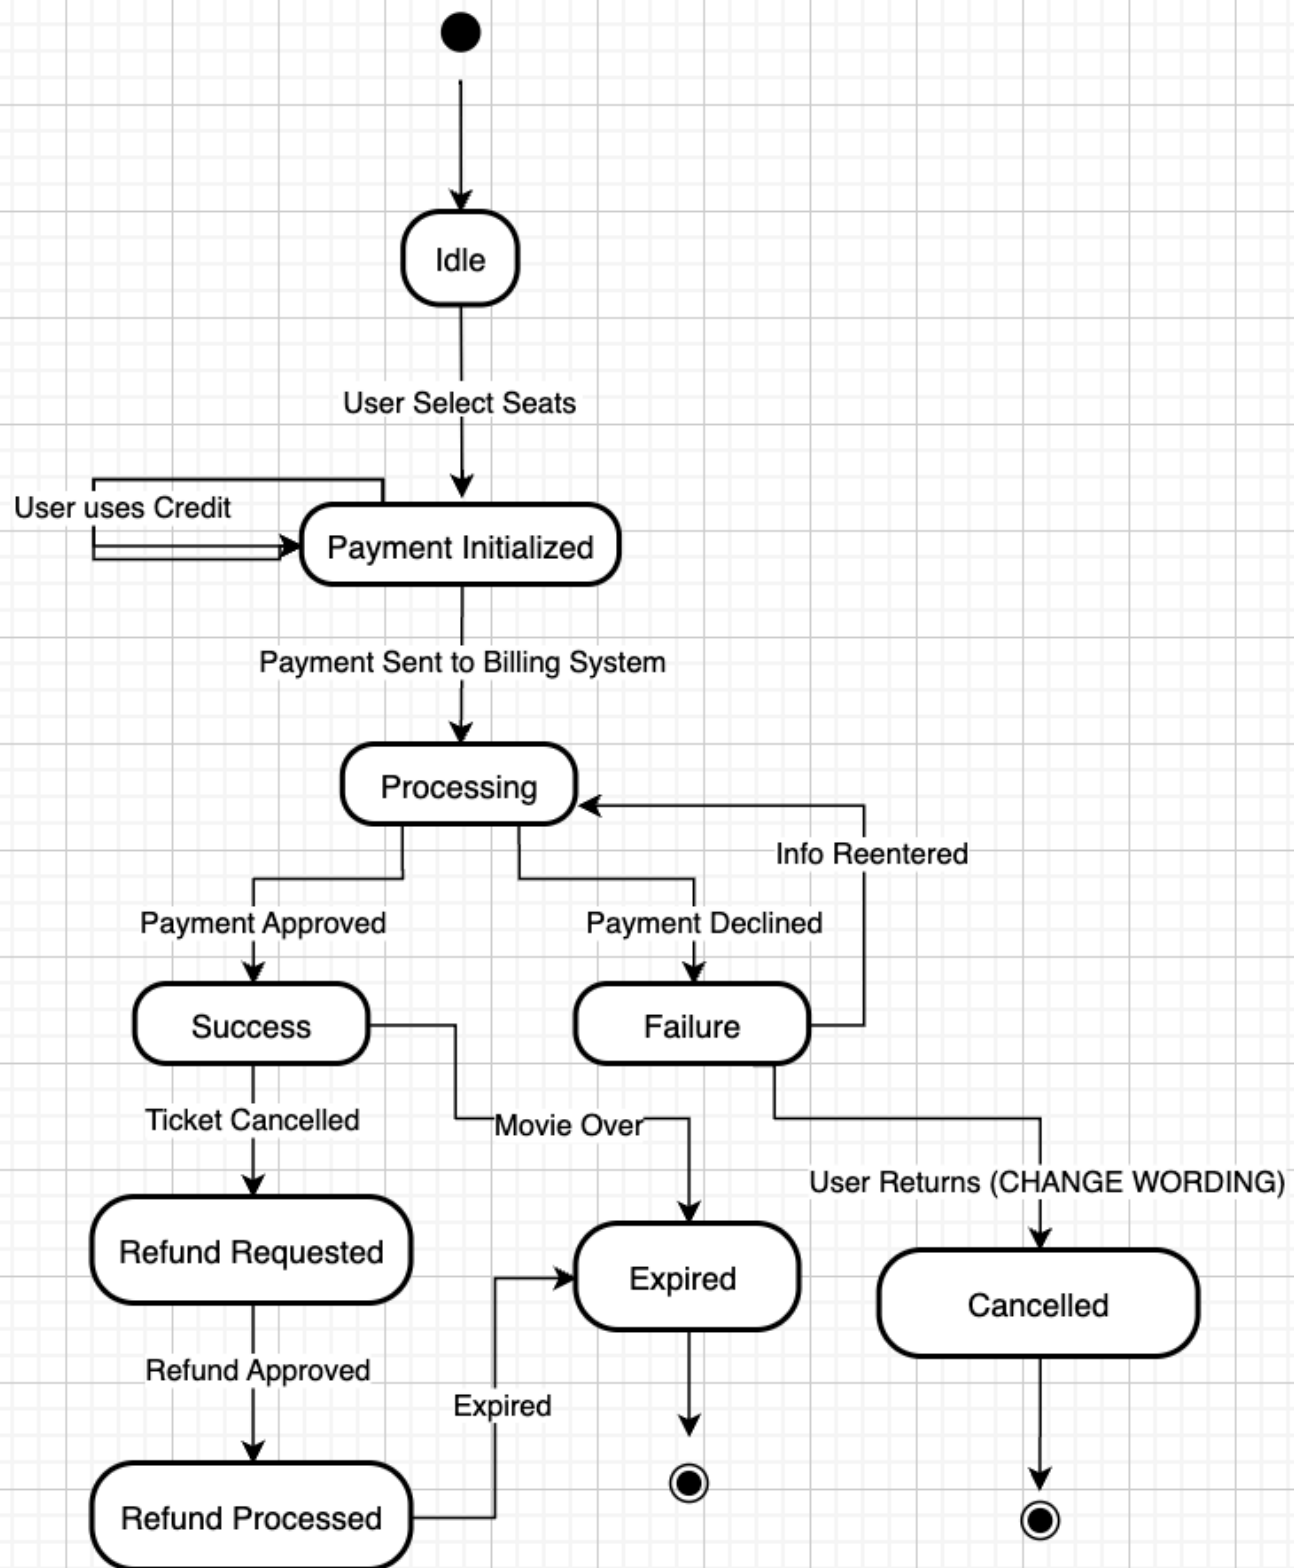 Idle
User Select Seats
User uses Credit
Payment Initialized
Payment Sent to Billing System
Processing
Info Reentered
Payment Approved
Payment Declined
Success
Failure
Ticket Cancelled
Movie Over
User Returns (CHANGE WORDING)
Refund Requested
Expired
Cancelled
Refund Approved
Expired
Refund Processed